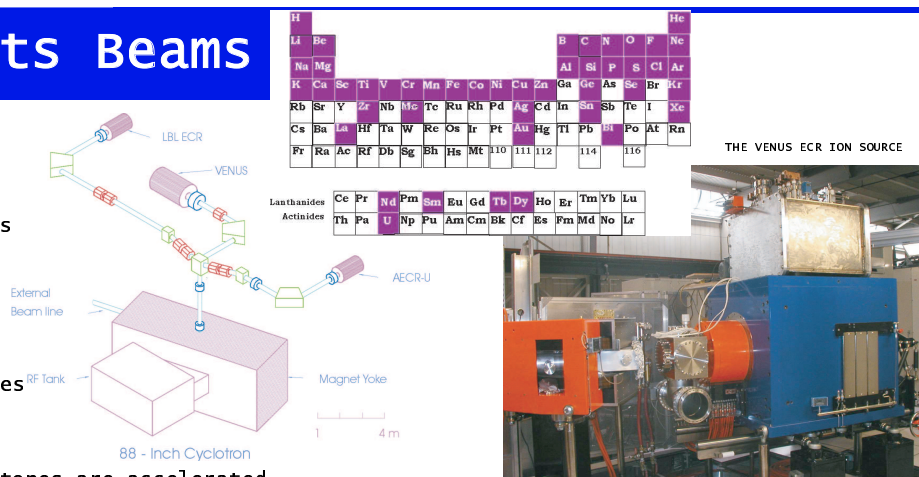 ts Beams
H He
Li Be B C N O F Ne
Na Mg Al Si P S Cl Ar
K Ca Sc Ti V Cr Mn Fe Co Ni Cu Zn Ga Ge As Se Br Kr
Rb Sr Y Zr Nb Mo Tc Ru Rh Pd Ag Cd In Sn Sb Te I Xe
Cs Ba La Hf Ta W Re Os Ir Pt Au Hg Tl Pb Bi Po At Rn
Fr Ra Ac Rf Db Sg Bh Hs Mt 110 111 112 114 116
Lanthanides Ce Pr Nd Pm Sm Eu Gd Tb Dy Ho Er Tm Yb Lu
Actinides Th Pa U Np Pu Am Cm Bk Cf Es Fm Md No Lr
LBL ECR
VENUS
THE VENUS ECR ION SOURCE
s
AECR-U
External
Beam line
es
RF Tank
Magnet Yoke
1 4 m
88 - Inch Cyclotron
topes are accelerated